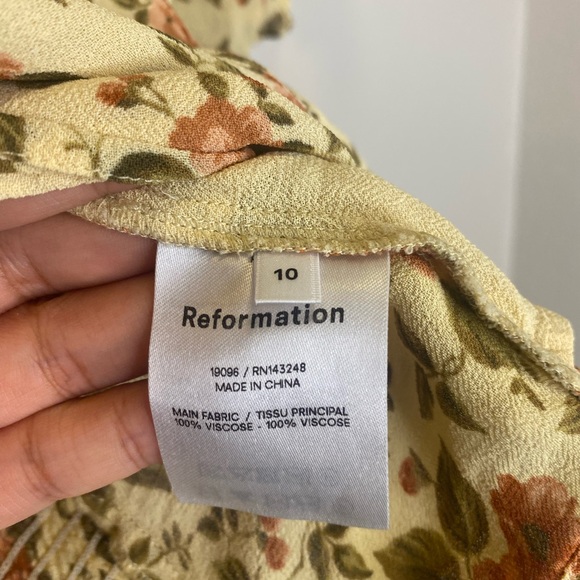 10
Reformation
19096 / RN143248
MADE IN CHINA
MAIN FABRIC / TISSU PRINCIPAL
100% VISCOSE - 100% VISCOSE